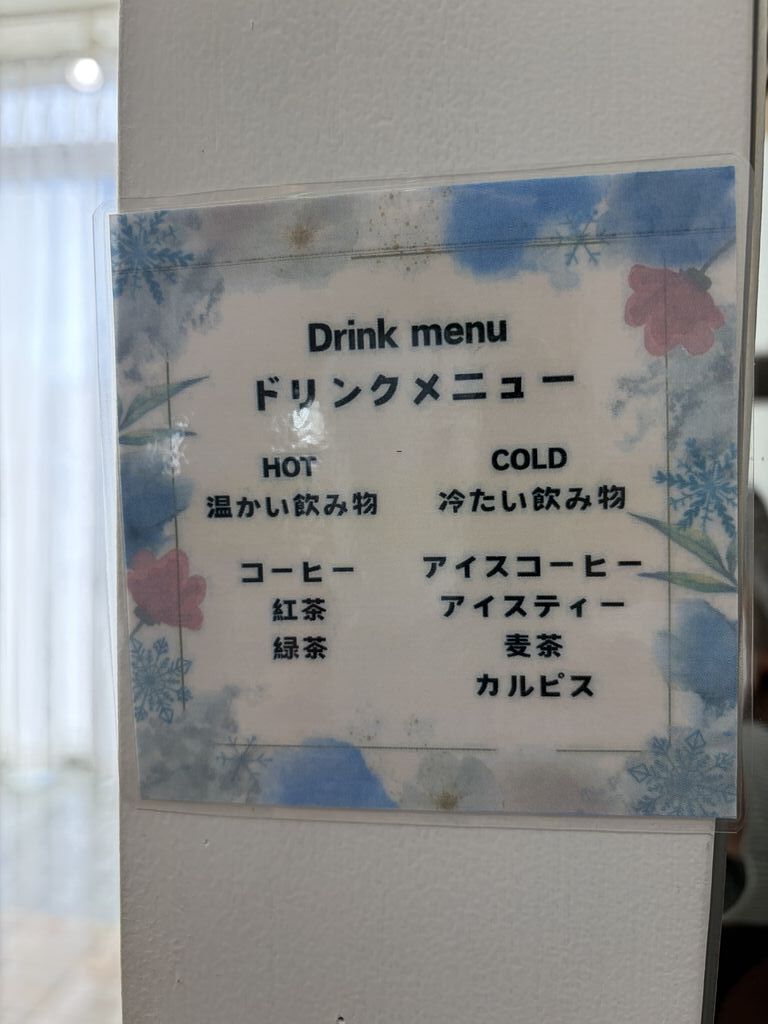 Drink menu
ドリンクメニュー
HOT
温かい飲み物
コーヒー
紅茶
緑茶
COLD
冷たい飲み物
アイスコーヒー
アイスティー
麦茶
カルピス